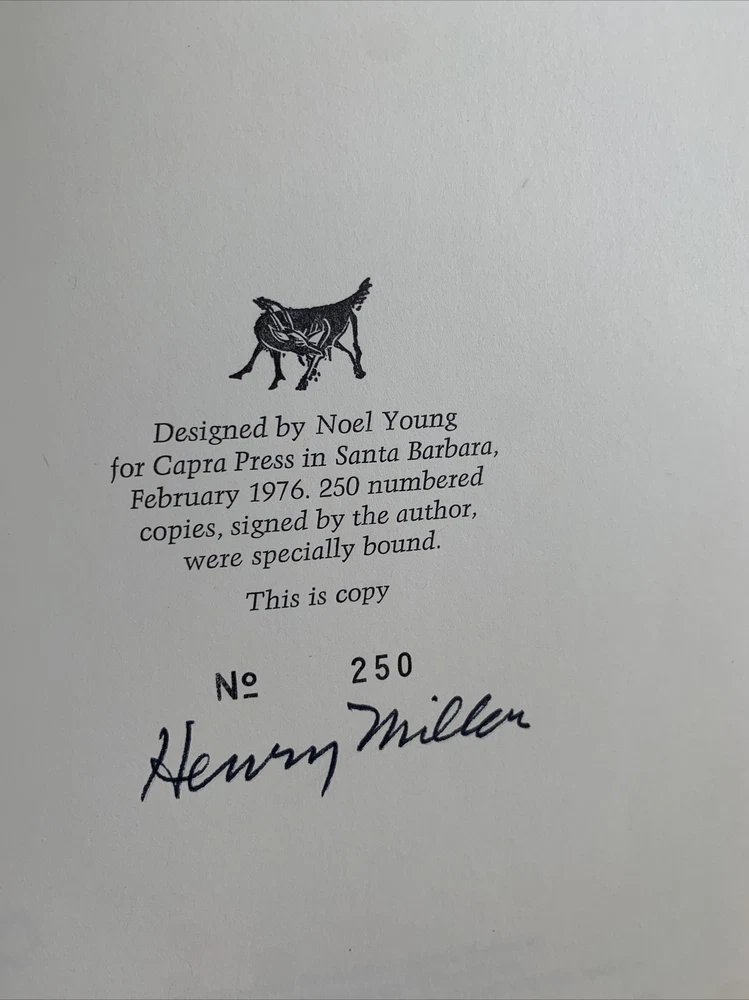 Designed by Noel Young
for Capra Press in Santa Barbara,
February 1976. 250 numbered
copies, signed by the author,
were specially bound.
This is copy
Nº 250
Henry Miller